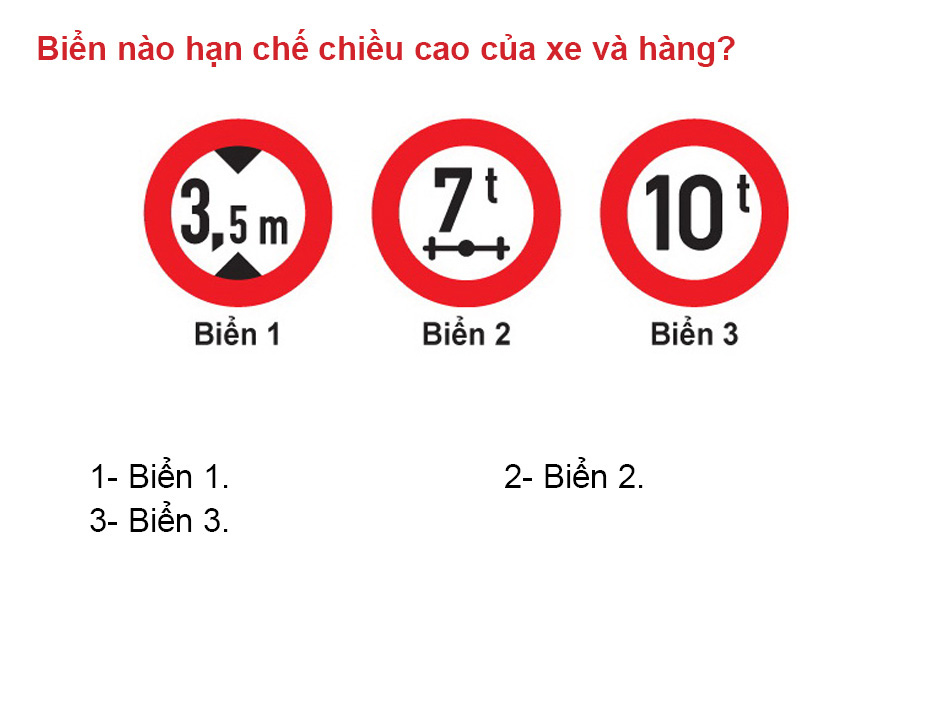 Biển nào hạn chế chiều cao của xe và hàng?
3,5 m 7 t 10 t
Biển 1 Biển 2 Biển 3
1- Biển 1. 2- Biển 2.
3- Biển 3.